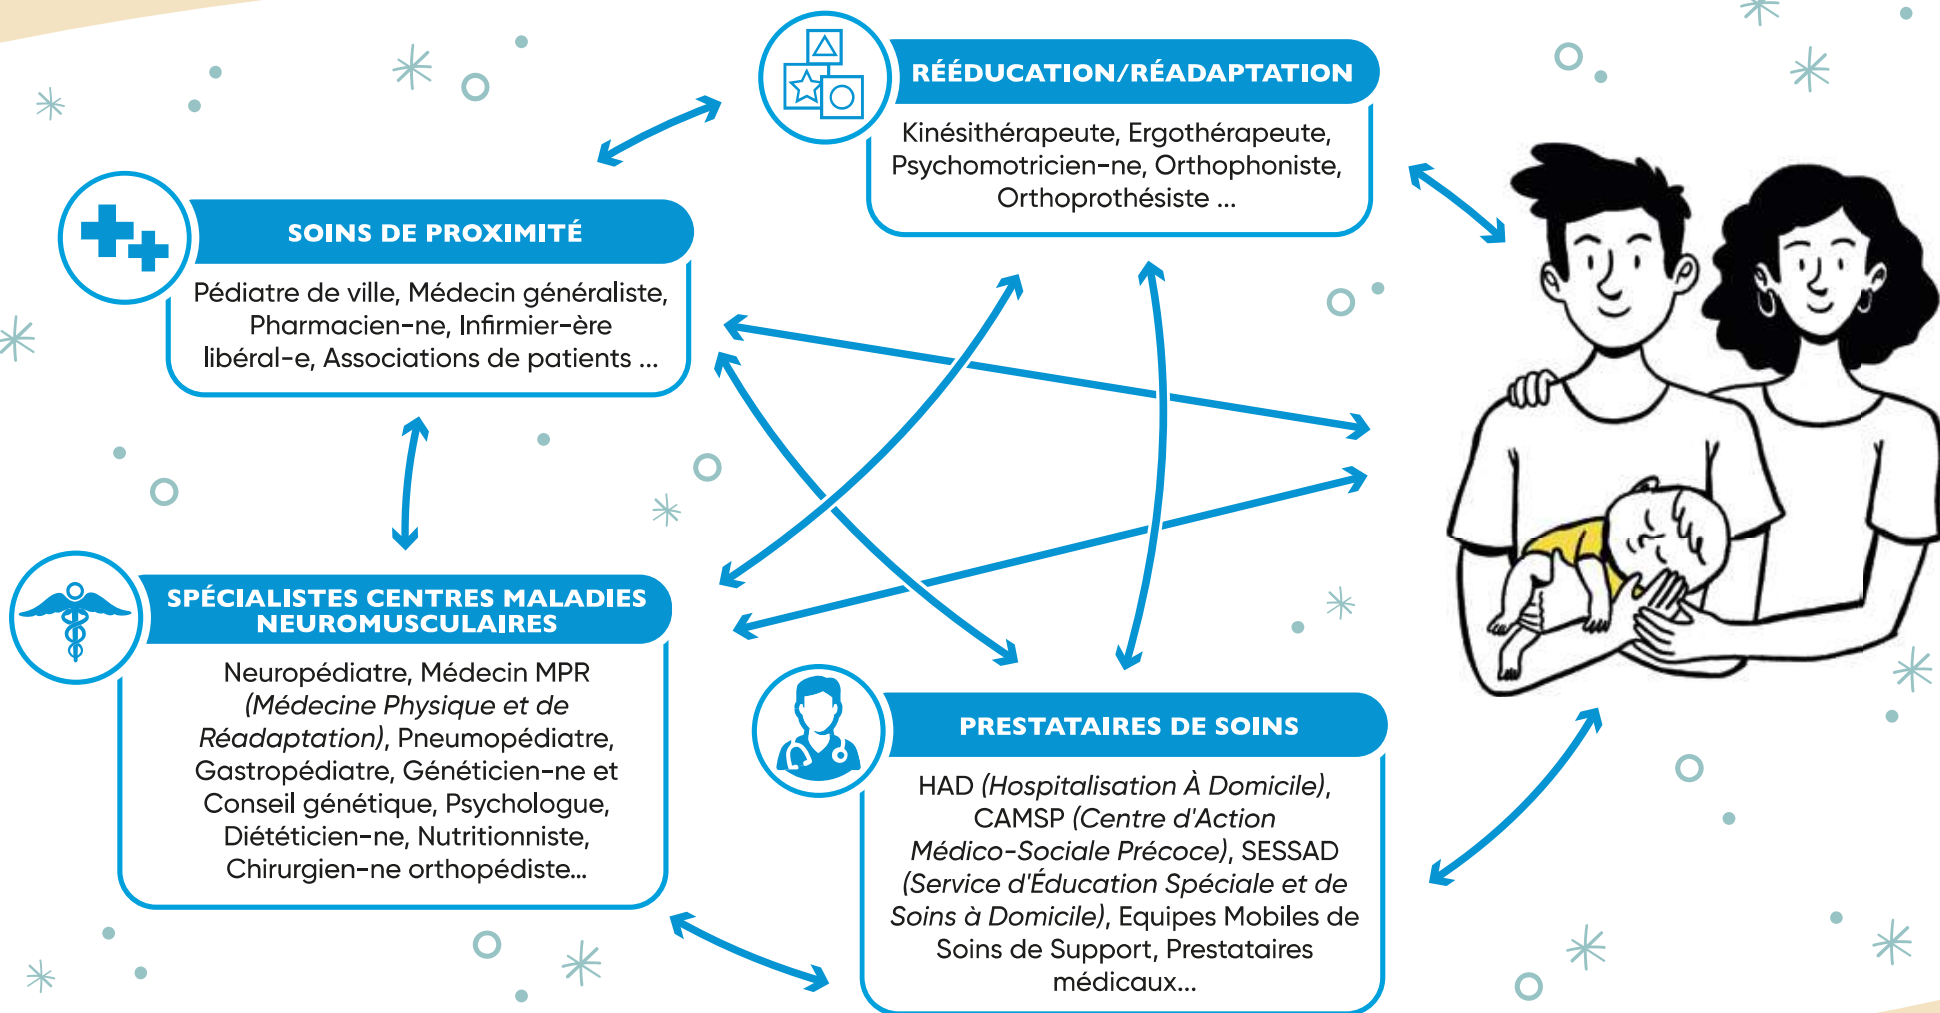 RÉÉDUCATION/RÉADAPTATION
Kinésithérapeute, Ergothérapeute,
Psychomotricien-ne, Orthophoniste,
Orthoprothésiste ...
SOINS DE PROXIMITÉ
Pédiatre de ville, Médecin généraliste,
Pharmacien-ne, Infirmier-ère
libéral-e, Associations de patients ...
SPÉCIALISTES CENTRES MALADIES
NEUROMUSCULAIRES
Neuropédiatre, Médecin MPR
(Médecine Physique et de
Réadaptation), Pneumopédiatre,
Gastropédiatre, Généticien-ne et
Conseil génétique, Psychologue,
Diététicien-ne, Nutritionniste,
Chirurgien-ne orthopédiste...
PRESTATAIRES DE SOINS
HAD (Hospitalisation À Domicile),
CAMSP (Centre d'Action
Médico-Sociale Précoce), SESSAD
(Service d'Éducation Spéciale et de
Soins à Domicile), Equipes Mobiles de
Soins de Support, Prestataires
médicaux...